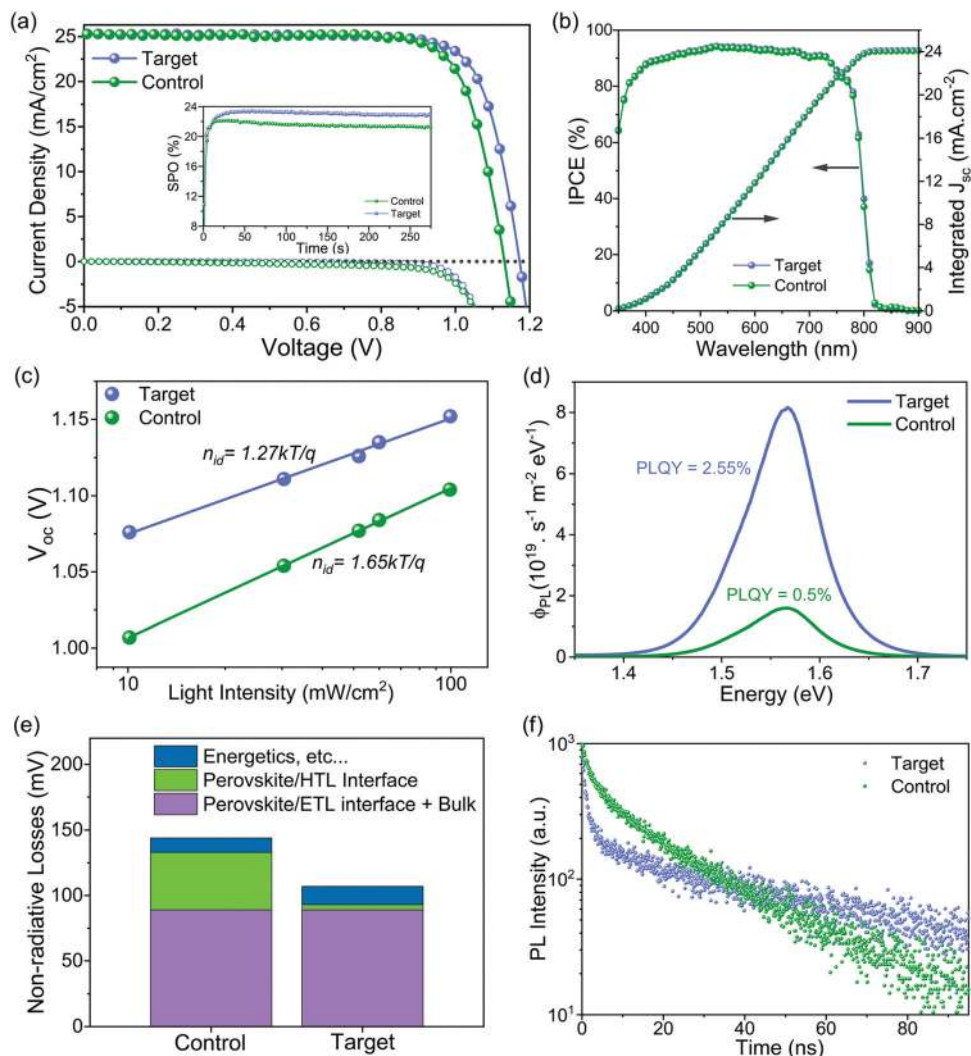 (a)
25
20
15
10
5
0
-5
Current Density (mA/cm²)
Target
Control
24
22
20
18
16
14
12
10
8
SPO (%)
Control
Target
0 50 100 150 200 250
Time (s)
0.0 0.2 0.4 0.6 0.8 1.0 1.2
Voltage (V)
(b)
100
80
60
40
20
0
IPCE (%)
Target
Control
24
20
16
12
8
4
0
Integrated Jsc (mA.cm-2)
400 500 600 700 800 900
Wavelength (nm)
(c)
Target
Control
1.15
1.10
1.05
1.00
Voc (V)
nid= 1.27kT/q
nid= 1.65kT/q
10 100
Light Intensity (mW/cm²)
(d)
8
6
4
2
0
ϕPL(10¹⁹. s⁻¹ m⁻² eV⁻¹)
Target
Control
PLQY = 2.55%
PLQY = 0.5%
1.4 1.5 1.6 1.7
Energy (eV)
(e)
200
150
100
50
0
Non-radiative Losses (mV)
Energetics, etc...
Perovskite/HTL Interface
Perovskite/ETL interface + Bulk
Control Target
(f)
10³
10²
10¹
PL Intensity (a.u.)
Target
Control
0 20 40 60 80
Time (ns)